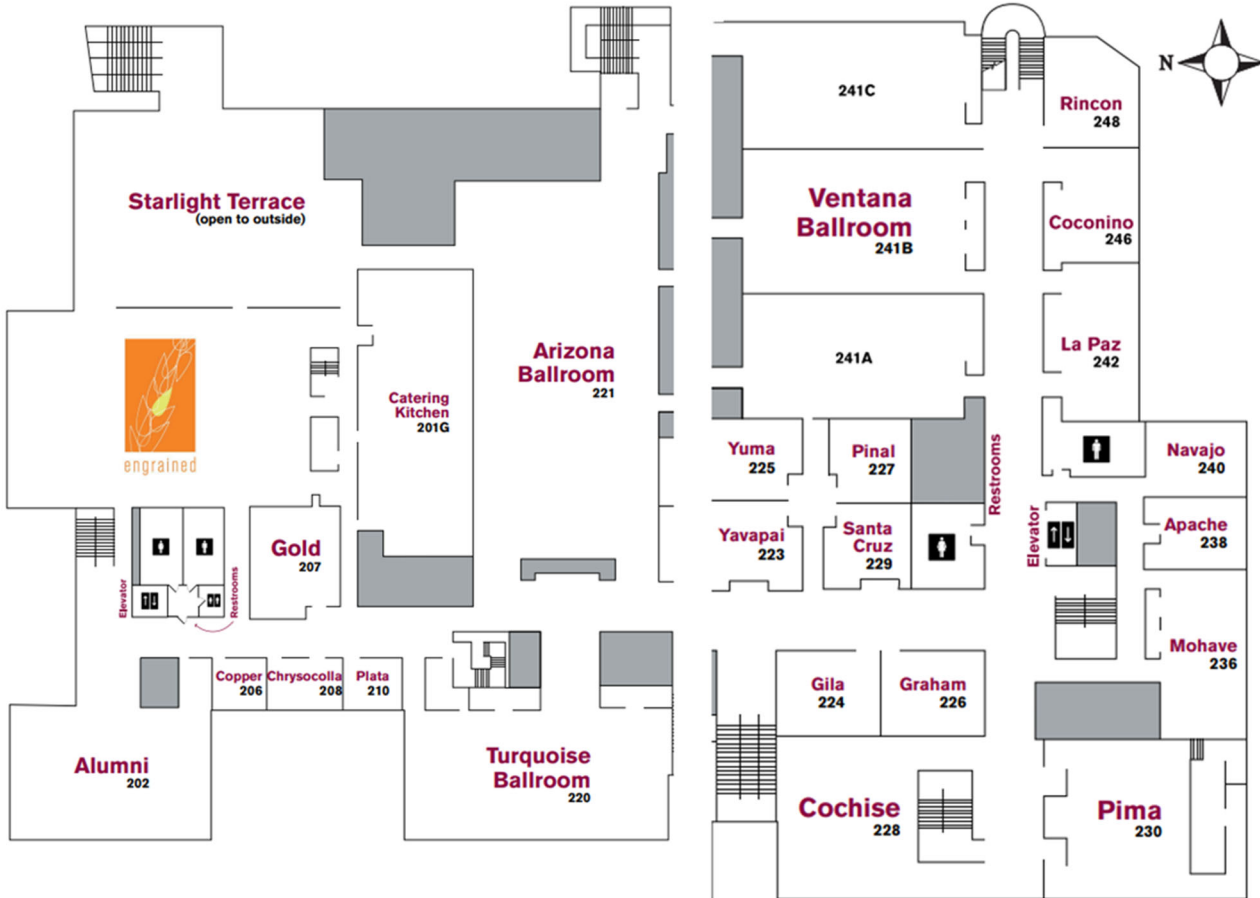 Starlight Terrace
(open to outside)
engrained
Catering
Kitchen
201G
Arizona
Ballroom
221
Gold
207
Elevator
Restrooms
Copper
206
Chrysocolla
208
Plata
210
Alumni
202
Turquoise
Ballroom
220
N
241C
Rincon
248
Ventana
Ballroom
241B
Coconino
246
241A
La Paz
242
Yuma
225
Pinal
227
Restrooms
Navajo
240
Yavapai
223
Santa
Cruz
229
Elevator
Apache
238
Mohave
236
Gila
224
Graham
226
Cochise
228
Pima
230